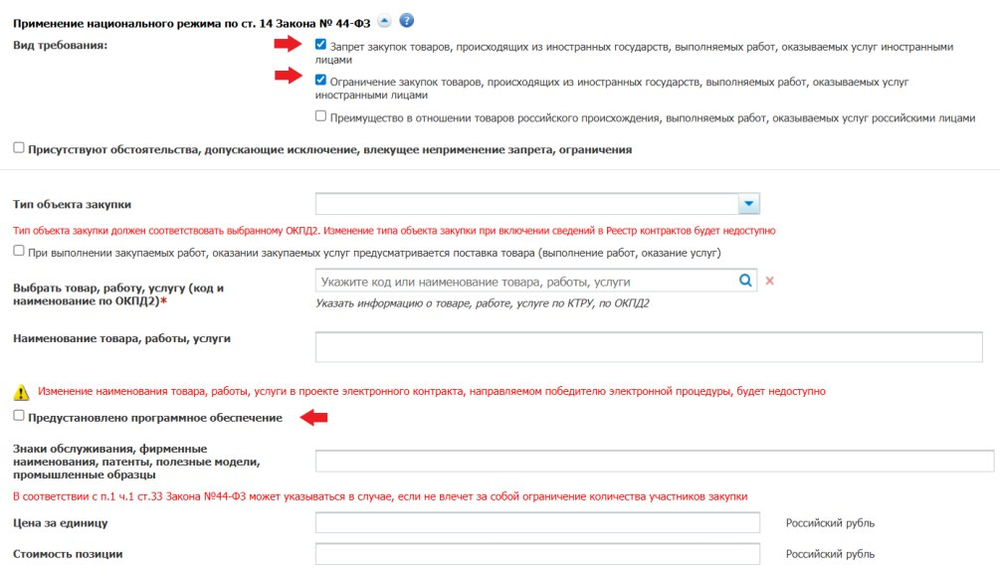 Применение национального режима по ст. 14 Закона № 44-ФЗ ?
Вид требования:
Запрет закупок товаров, происходящих из иностранных государств, выполняемых работ, оказываемых услуг иностранными
лицами
Ограничение закупок товаров, происходящих из иностранных государств, выполняемых работ, оказываемых услуг
иностранными лицами
Преимущество в отношении товаров российского происхождения, выполняемых работ, оказываемых услуг российскими лицами
Присутствуют обстоятельства, допускающие исключение, влекущее неприменение запрета, ограничения
Тип объекта закупки
Тип объекта закупки должен соответствовать выбранному ОКПД2. Изменение типа объекта закупки при включении сведений в Реестр контрактов будет недоступно
При выполнении закупаемых работ, оказании закупаемых услуг предусматривается поставка товара (выполнение работ, оказание услуг)
Выбрать товар, работу, услугу (код и
наименование по ОКПД2)*
Укажите код или наименование товара, работы, услуги
Указать информацию о товаре, работе, услуге по КТРУ, по ОКПД2
Наименование товара, работы, услуги
Изменение наименования товара, работы, услуги в проекте электронного контракта, направляемом победителю электронной процедуры, будет недоступно
Предустановлено программное обеспечение
Знаки обслуживания, фирменные
наименования, патенты, полезные модели,
промышленные образцы
В соответствии с п.1 ч.1 ст.33 Закона №44-ФЗ может указываться в случае, если не влечет за собой ограничение количества участников закупки
Цена за единицу Российский рубль
Стоимость позиции Российский рубль